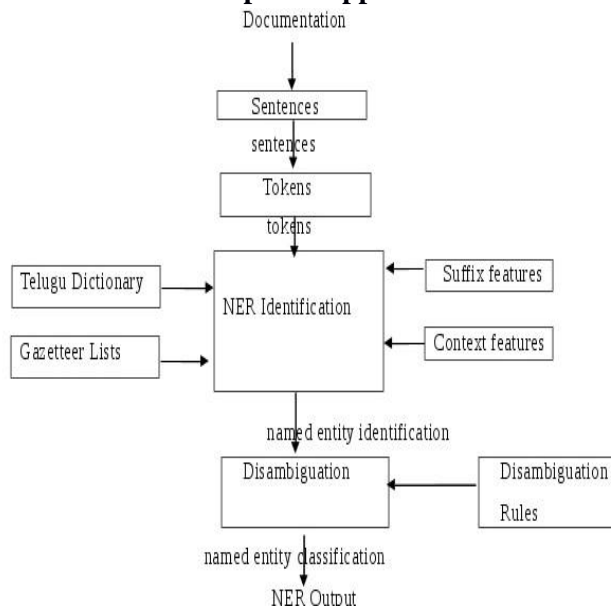 Documentation
Sentences
sentences
Tokens
tokens
Telugu Dictionary
Suffix features
NER Identification
Gazetteer Lists
Context features
named entity identification
Disambiguation
Disambiguation
Rules
named entity classification
NER Output